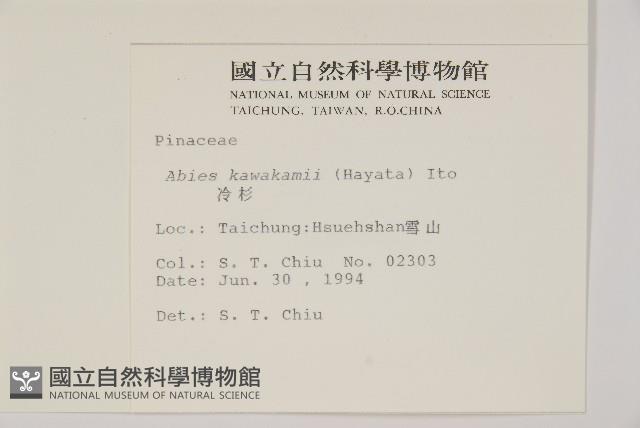 國立自然科學博物館
NATIONAL MUSEUM OF NATURAL SCIENCE
TAICHUNG, TAIWAN, R.O.CHINA
Pinaceae
Abies kawakamii (Hayata) Ito
冷杉
Loc.: Taichung:Hsuehshan雪山
Col.: S. T. Chiu No. 02303
Date: Jun. 30 , 1994
Det.: S. T. Chiu
國立自然科學博物館
NATIONAL MUSEUM OF NATURAL SCIENCE